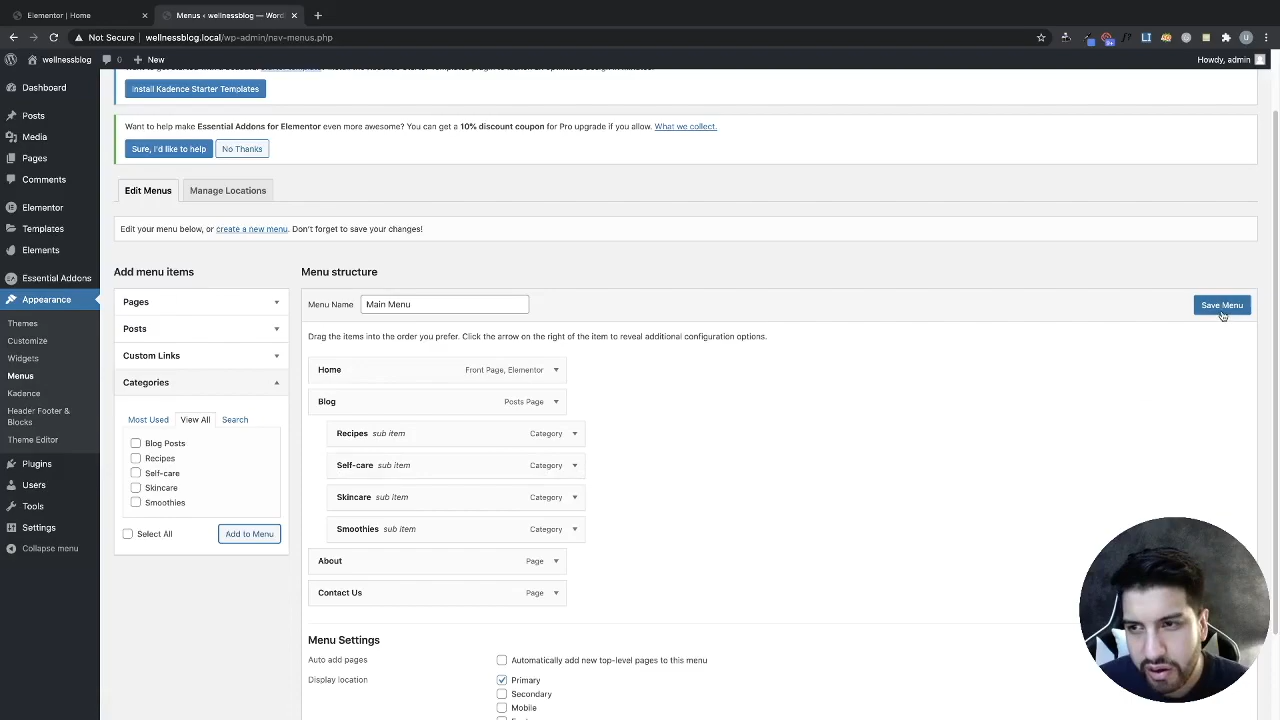 Elementor | Home
Menus ‹ wellnessblog — Word
Not Secure
wellnessblog.local/wp-admin/nav-menus.php
wellnessblog
0
New
Howdy, admin
Dashboard
Posts
Media
Pages
Comments
Elementor
Templates
Elements
Essential Addons
Appearance
Themes
Customize
Widgets
Menus
Kadence
Header Footer &
Blocks
Theme Editor
Plugins
Users
Tools
Settings
Collapse menu
Install Kadence Starter Templates
Want to help make Essential Addons for Elementor even more awesome? You can get a 10% discount coupon for Pro upgrade if you allow. What we collect.
Sure, I'd like to help
No Thanks
Edit Menus
Manage Locations
Edit your menu below, or create a new menu. Don't forget to save your changes!
Add menu items
Pages
Posts
Custom Links
Categories
Most Used
View All
Search
Blog Posts
Recipes
Self-care
Skincare
Smoothies
Select All
Add to Menu
Menu structure
Menu Name
Main Menu
Save Menu
Drag the items into the order you prefer. Click the arrow on the right of the item to reveal additional configuration options.
Home
Front Page, Elementor
Blog
Posts Page
Recipes sub item
Category
Self-care sub item
Category
Skincare sub item
Category
Smoothies sub item
Category
About
Page
Contact Us
Page
Menu Settings
Auto add pages
Automatically add new top-level pages to this menu
Display location
Primary
Secondary
Mobile